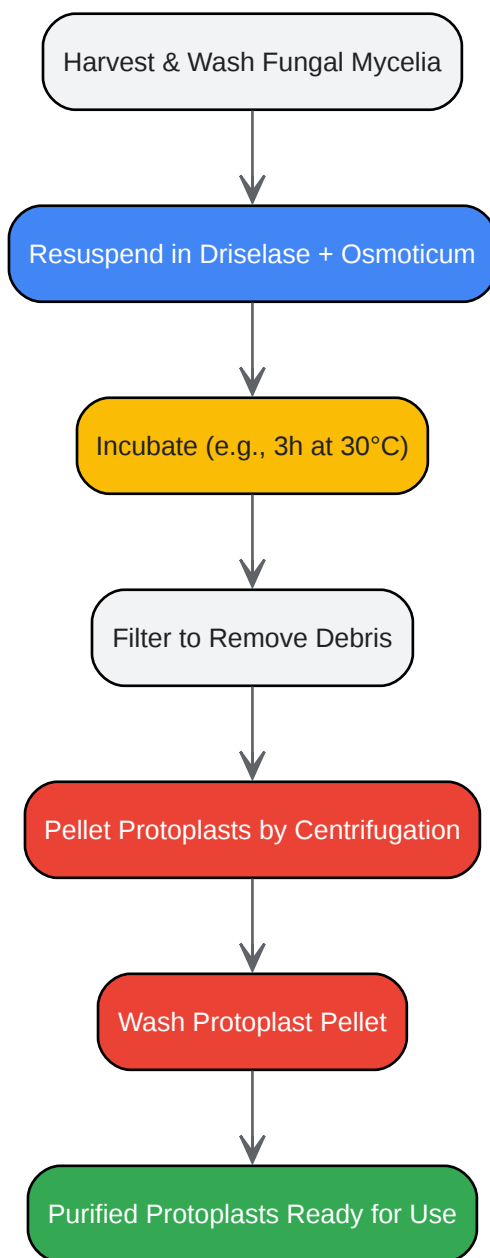 Harvest & Wash Fungal Mycelia
Resuspend in Driselase + Osmoticum
Incubate (e.g., 3h at 30°C)
Filter to Remove Debris
Pellet Protoplasts by Centrifugation
Wash Protoplast Pellet
Purified Protoplasts Ready for Use